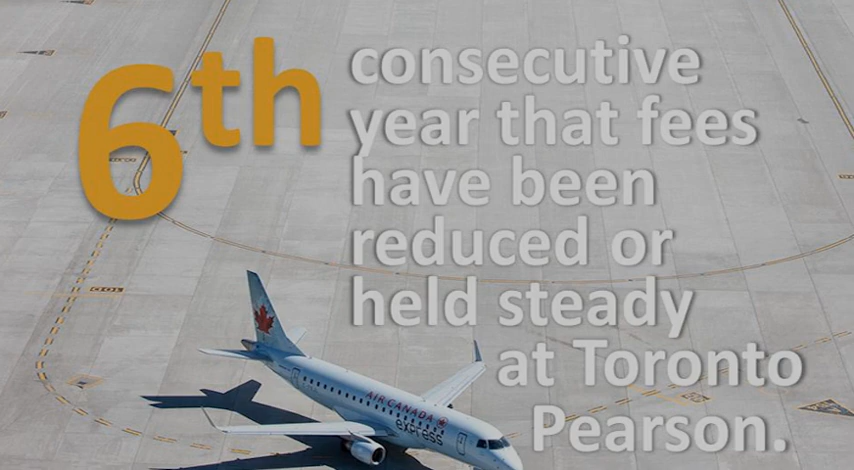 6th
consecutive
year that fees
have been
reduced or
held steady
at Toronto
Pearson.
AIR CANADA
express